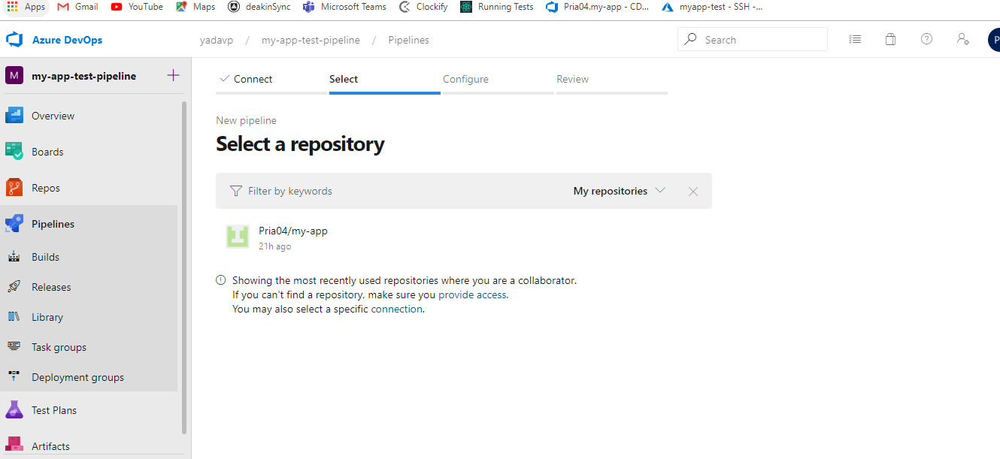 Apps Gmail YouTube Maps deakinSync Microsoft Teams Clockify Running Tests Pria04.my-app - CD... myapp-test - SSH -...
Azure DevOps yadavp / my-app-test-pipeline / Pipelines Search P
M my-app-test-pipeline
Connect Select Configure Review
Overview
Boards
Repos
Pipelines
Builds
Releases
Library
Task groups
Deployment groups
Test Plans
Artifacts
New pipeline
Select a repository
Filter by keywords My repositories
Pria04/my-app
21h ago
Showing the most recently used repositories where you are a collaborator.
If you can't find a repository, make sure you provide access.
You may also select a specific connection.